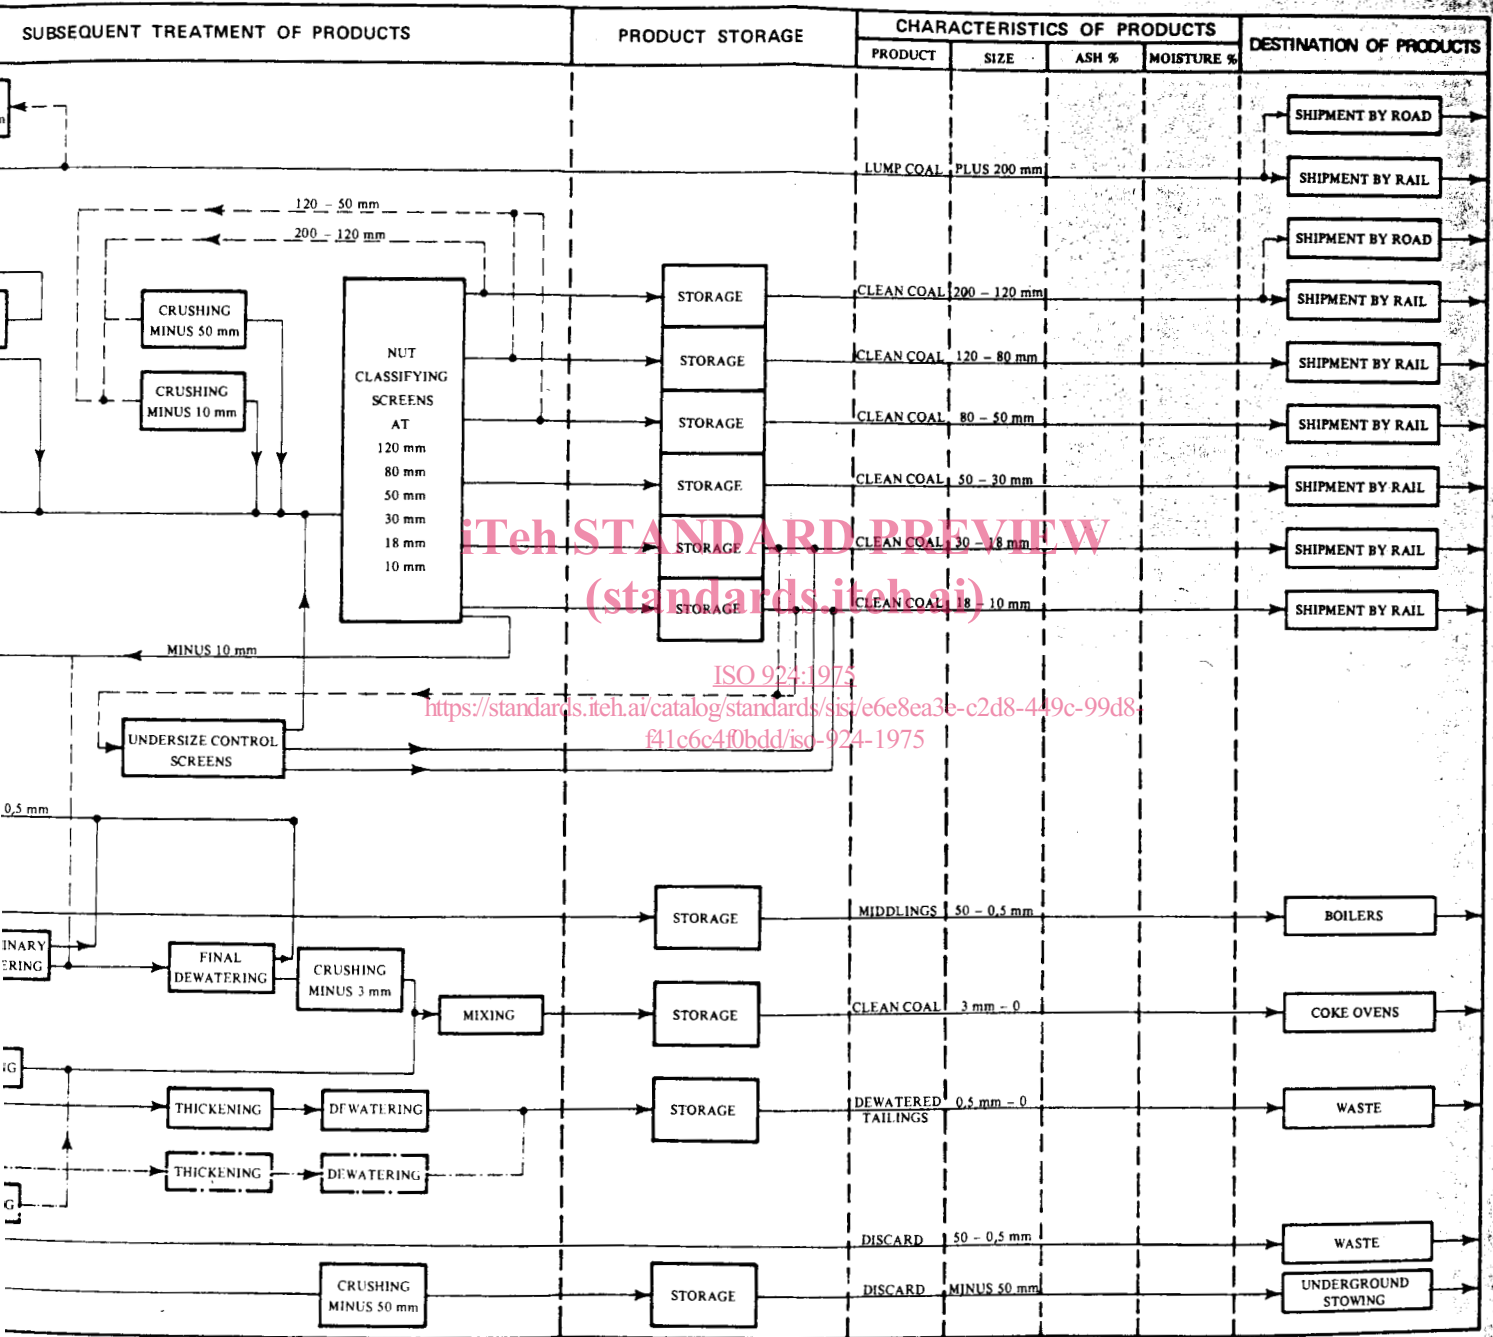 SUBSEQUENT TREATMENT OF PRODUCTS
PRODUCT STORAGE
CHARACTERISTICS OF PRODUCTS
DESTINATION OF PRODUCTS
PRODUCT
SIZE
ASH %
MOISTURE %
SHIPMENT BY ROAD
LUMP COAL
PLUS 200 mm
SHIPMENT BY RAIL
120 – 50 mm
200 – 120 mm
SHIPMENT BY ROAD
CRUSHING
MINUS 50 mm
STORAGE
CLEAN COAL
200 – 120 mm
SHIPMENT BY RAIL
CRUSHING
MINUS 10 mm
NUT
CLASSIFYING
SCREENS
AT
120 mm
80 mm
50 mm
30 mm
18 mm
10 mm
STORAGE
CLEAN COAL
120 – 80 mm
SHIPMENT BY RAIL
STORAGE
CLEAN COAL
80 – 50 mm
SHIPMENT BY RAIL
STORAGE
CLEAN COAL
50 – 30 mm
SHIPMENT BY RAIL
iTeh STANDARD PREVIEW
STORAGE
CLEAN COAL
30 – 18 mm
SHIPMENT BY RAIL
(standards.iteh.ai)
STORAGE
CLEAN COAL
18 – 10 mm
SHIPMENT BY RAIL
MINUS 10 mm
ISO 924:1975
https://standards.iteh.ai/catalog/standards/sist/e6e8ea3e-c2d8-449c-99d8-
f41c6c4f0bdd/iso-924-1975
UNDERSIZE CONTROL
SCREENS
0,5 mm
STORAGE
MIDDLINGS
50 – 0,5 mm
BOILERS
INARY
ERING
FINAL
DEWATERING
CRUSHING
MINUS 3 mm
MIXING
STORAGE
CLEAN COAL
3 mm – 0
COKE OVENS
NG
THICKENING
DEWATERING
STORAGE
DEWATERED
TAILINGS
0,5 mm – 0
WASTE
THICKENING
DEWATERING
G
DISCARD
50 – 0,5 mm
WASTE
CRUSHING
MINUS 50 mm
STORAGE
DISCARD
MINUS 50 mm
UNDERGROUND
STOWING